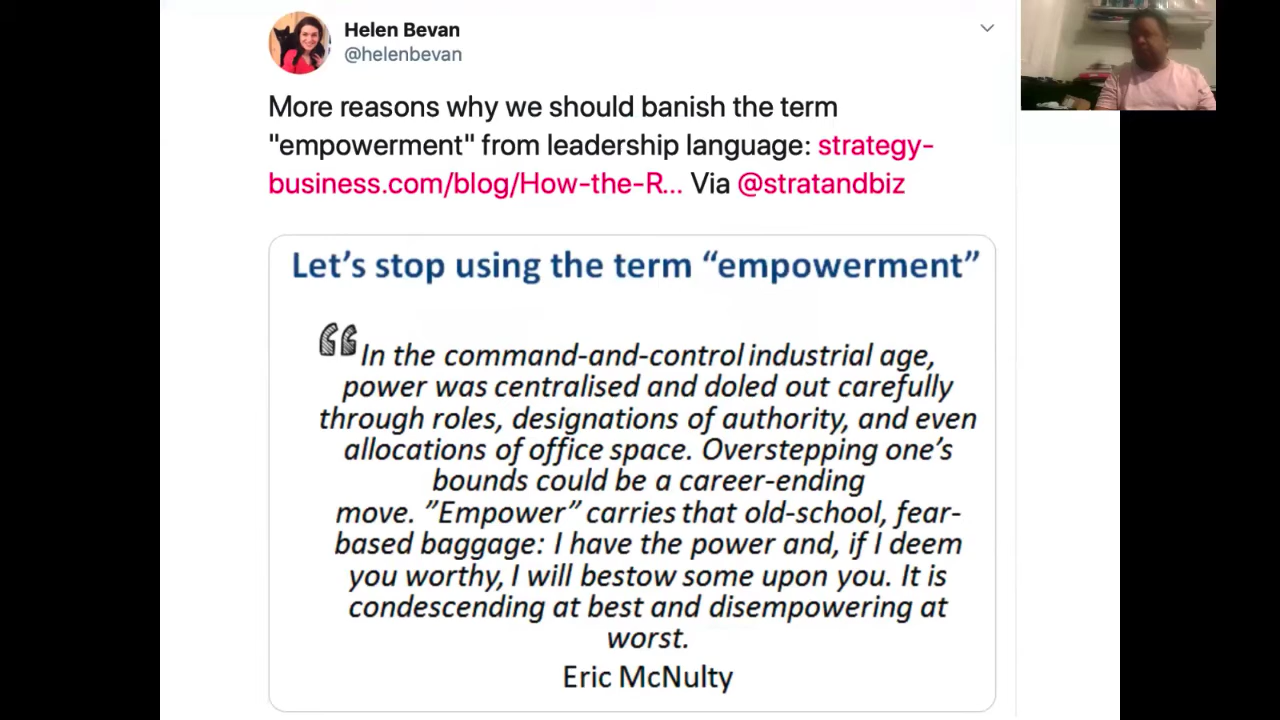 Helen Bevan
@helenbevan
More reasons why we should banish the term
"empowerment" from leadership language: strategy-
business.com/blog/How-the-R... Via @stratandbiz
Let’s stop using the term “empowerment”
“In the command-and-control industrial age,
power was centralised and doled out carefully
through roles, designations of authority, and even
allocations of office space. Overstepping one’s
bounds could be a career-ending
move. ”Empower” carries that old-school, fear-
based baggage: I have the power and, if I deem
you worthy, I will bestow some upon you. It is
condescending at best and disempowering at
worst.
Eric McNulty